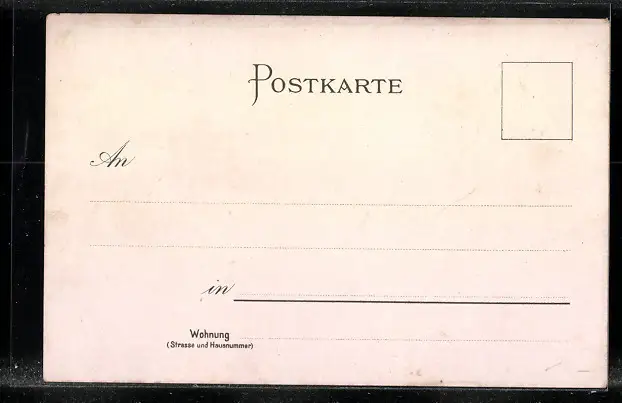 POSTKARTE
An
in
Wohnung
(Strasse und Hausnummer)